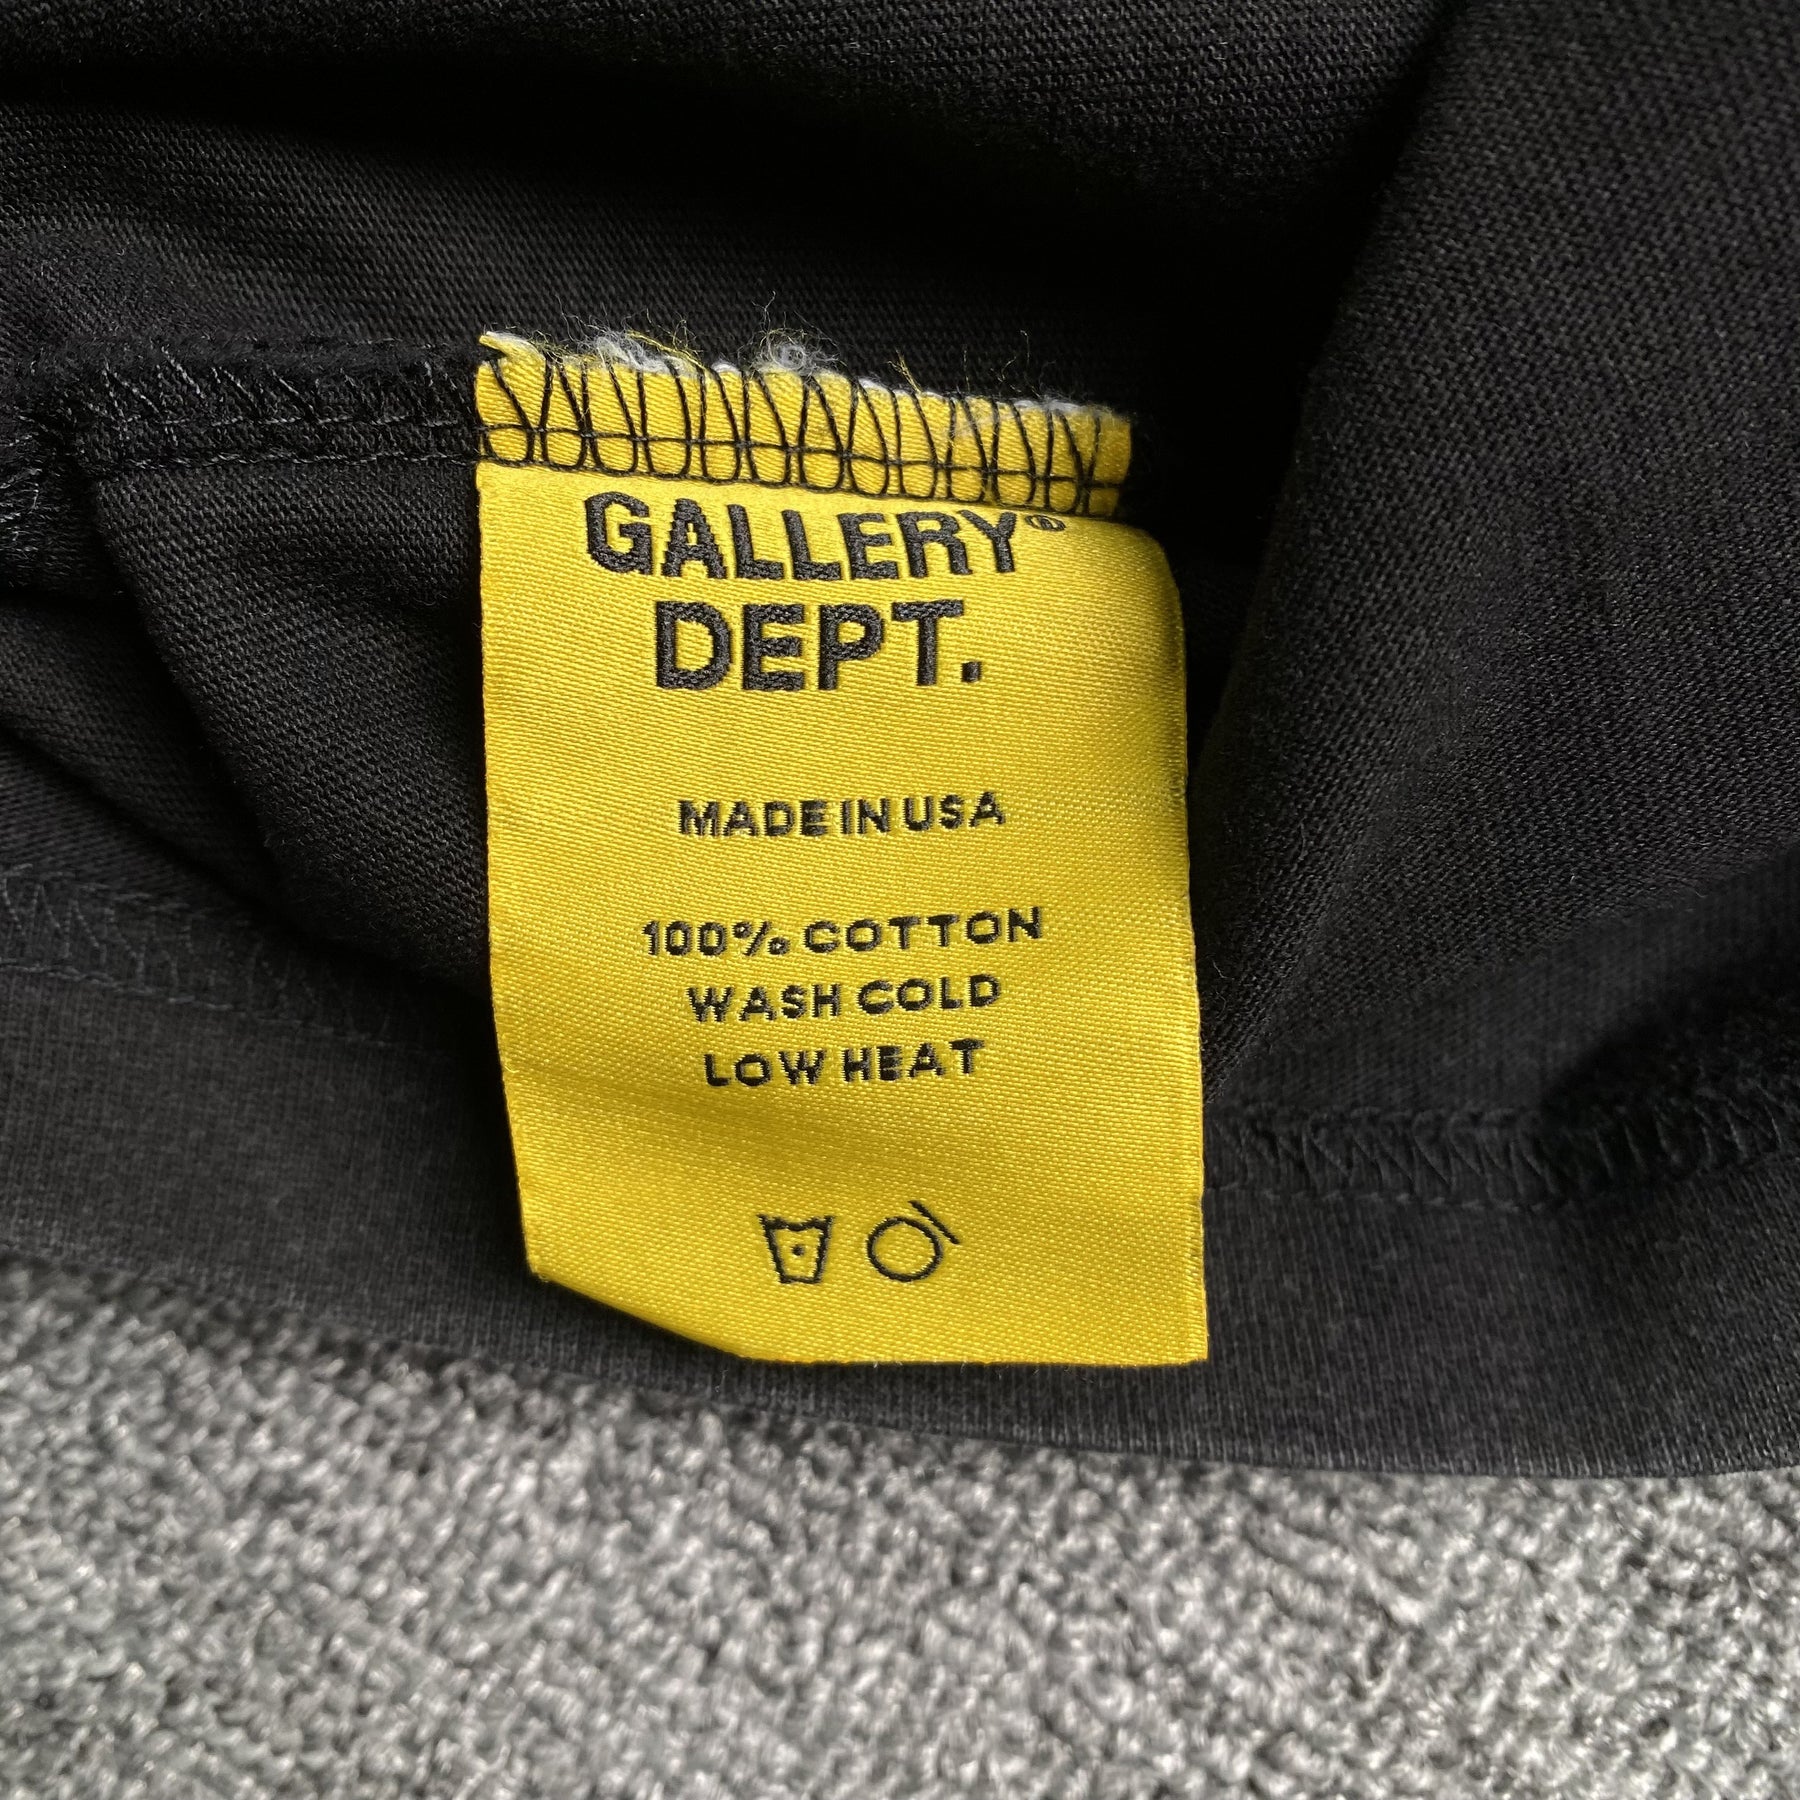 GALLERY®
DEPT.
MADE IN USA
100% COTTON
WASH COLD
LOW HEAT